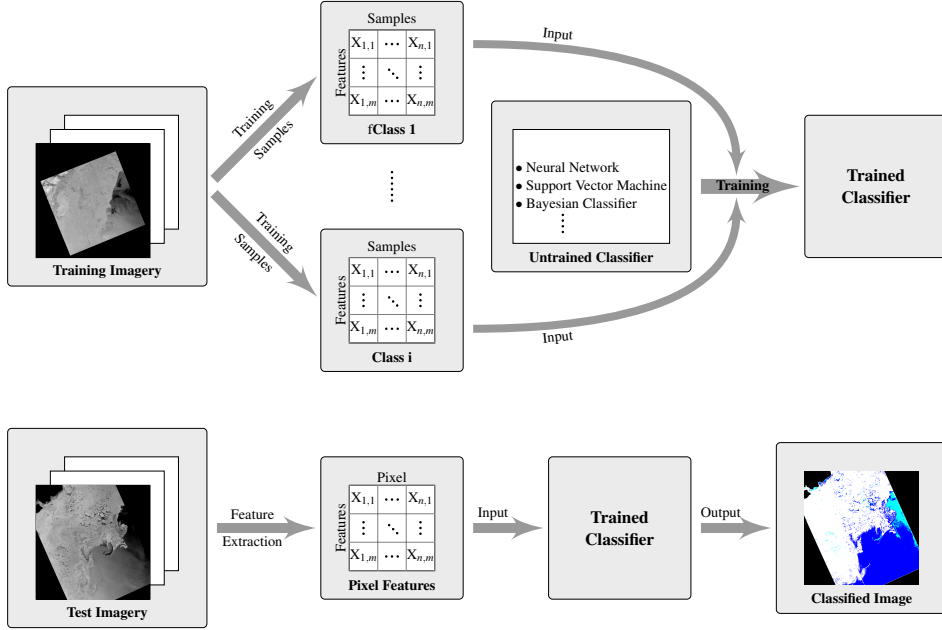 Samples
Features
X1,1 ⋯ Xn,1
⋮ ⋱ ⋮
X1,m ⋯ Xn,m
fClass 1
Input
Training
Samples
Training Imagery
Training
Samples
Samples
Features
X1,1 ⋯ Xn,1
⋮ ⋱ ⋮
X1,m ⋯ Xn,m
Class i
Input
• Neural Network
• Support Vector Machine
• Bayesian Classifier
⋮
Untrained Classifier
Training
Trained
Classifier
Test Imagery
Feature
Extraction
Pixel
Features
X1,1 ⋯ Xn,1
⋮ ⋱ ⋮
X1,m ⋯ Xn,m
Pixel Features
Input
Trained
Classifier
Output
Classified Image